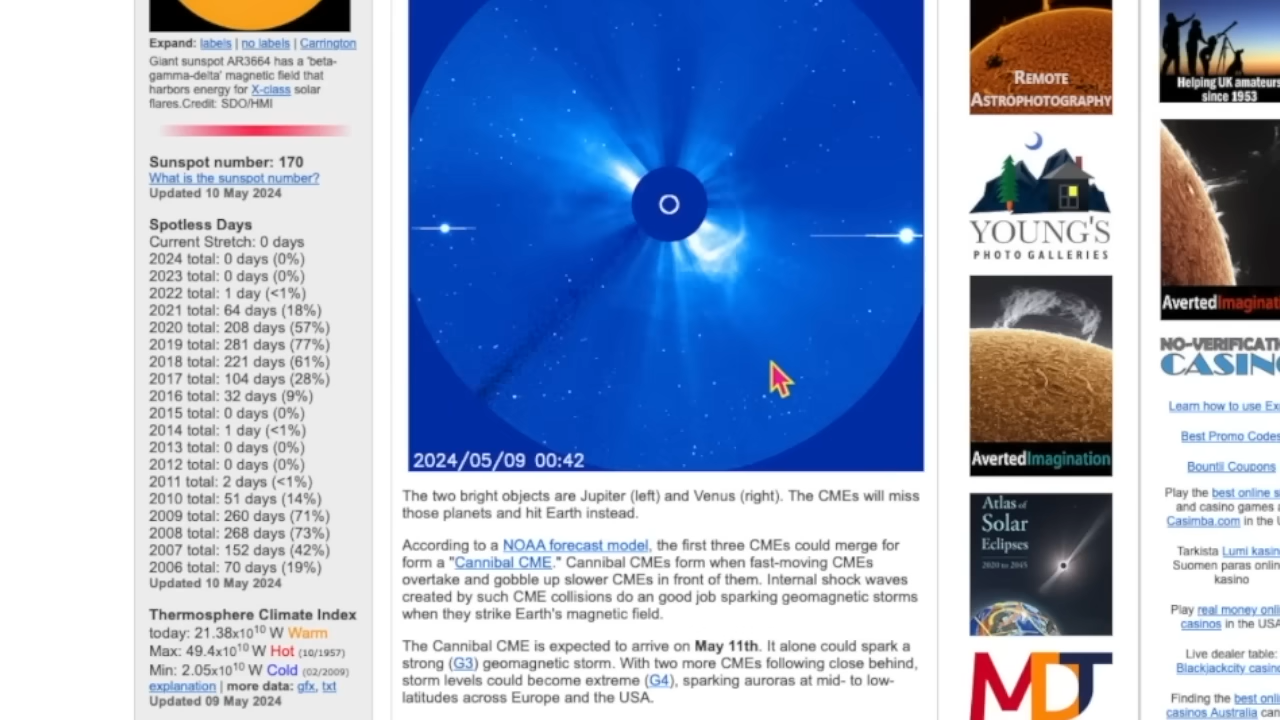 Expand: labels | no labels | Carrington
Giant sunspot AR3664 has a 'beta-
gamma-delta' magnetic field that
harbors energy for X-class solar
flares.Credit: SDO/HMI
Sunspot number: 170
What is the sunspot number?
Updated 10 May 2024
Spotless Days
Current Stretch: 0 days
2024 total: 0 days (0%)
2023 total: 0 days (0%)
2022 total: 1 day (<1%)
2021 total: 64 days (18%)
2020 total: 208 days (57%)
2019 total: 281 days (77%)
2018 total: 221 days (61%)
2017 total: 104 days (28%)
2016 total: 32 days (9%)
2015 total: 0 days (0%)
2014 total: 1 day (<1%)
2013 total: 0 days (0%)
2012 total: 0 days (0%)
2011 total: 2 days (<1%)
2010 total: 51 days (14%)
2009 total: 260 days (71%)
2008 total: 268 days (73%)
2007 total: 152 days (42%)
2006 total: 70 days (19%)
Updated 10 May 2024
Thermosphere Climate Index
today: 21.38x10¹⁰ W Warm
Max: 49.4x10¹⁰ W Hot (10/1957)
Min: 2.05x10¹⁰ W Cold (02/2009)
explanation | more data: gfx, txt
Updated 09 May 2024
2024/05/09 00:42
The two bright objects are Jupiter (left) and Venus (right). The CMEs will miss
those planets and hit Earth instead.
According to a NOAA forecast model, the first three CMEs could merge for
form a "Cannibal CME." Cannibal CMEs form when fast-moving CMEs
overtake and gobble up slower CMEs in front of them. Internal shock waves
created by such CME collisions do an good job sparking geomagnetic storms
when they strike Earth's magnetic field.
The Cannibal CME is expected to arrive on May 11th. It alone could spark a
strong (G3) geomagnetic storm. With two more CMEs following close behind,
storm levels could become extreme (G4), sparking auroras at mid- to low-
latitudes across Europe and the USA.
REMOTE
ASTROPHOTOGRAPHY
YOUNG'S
PHOTO GALLERIES
AvertedImagination
Atlas of
Solar
Eclipses
2020 to 2045
MDT
Helping UK amateurs
since 1953
AvertedImaginat
NO-VERIFICATI
CASINO
Learn how to use Ex
Best Promo Codes
Bountii Coupons
Play the best online s
and casino games a
Casimba.com in the U
Tarkista Lumi kasin
Suomen paras onlin
kasino
Play real money onli
casinos in the USA
Live dealer table:
Blackjackcity casino
Finding the best onli
casinos Australia can